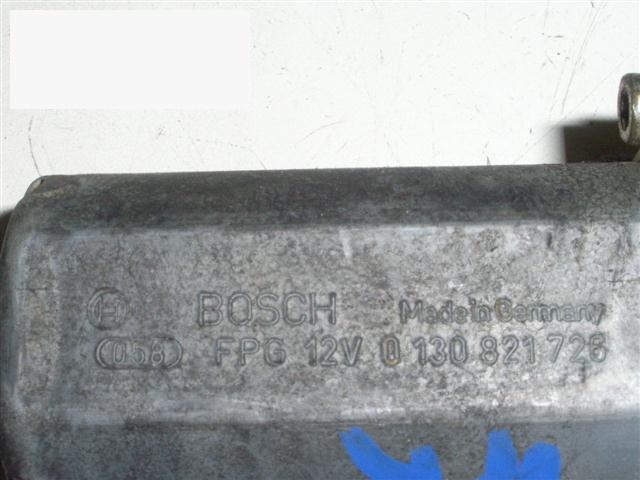 BOSCH Made in Germany
(058) FPG 12V 0 130 821 726